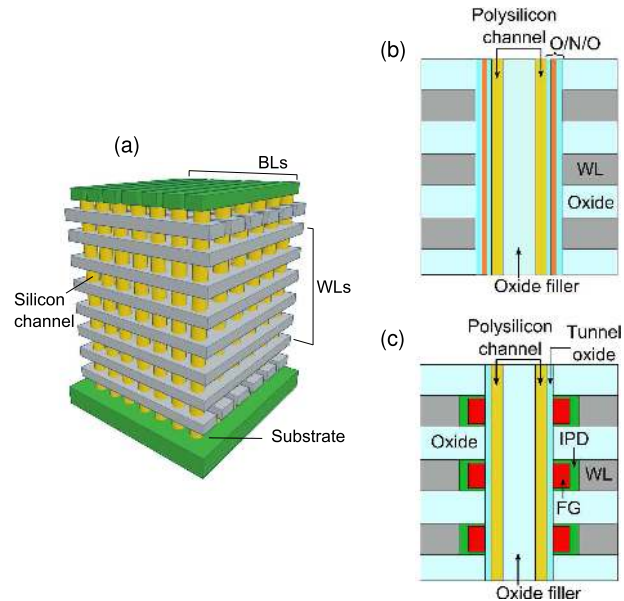 (a)
BLs
WLs
Silicon
channel
Substrate
(b)
Polysilicon
channel
O/N/O
WL
Oxide
Oxide filler
(c)
Polysilicon
channel
Tunnel
oxide
Oxide
IPD
WL
FG
Oxide filler